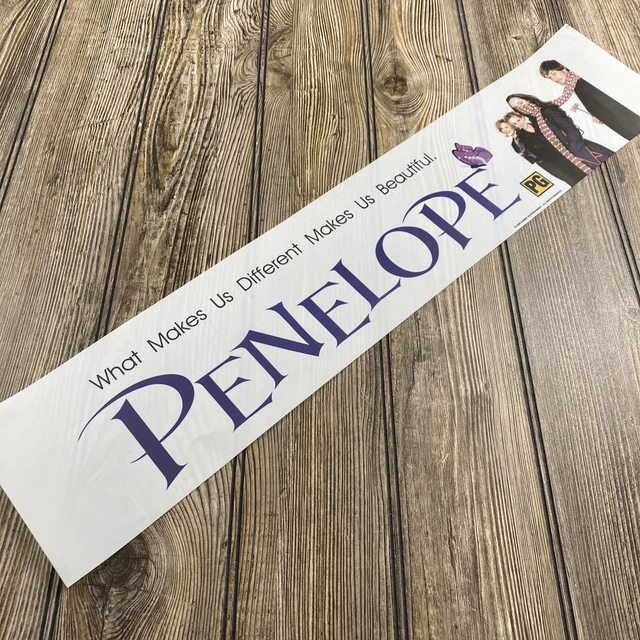 What Makes Us Different Makes Us Beautiful.
PENELOPE
PG